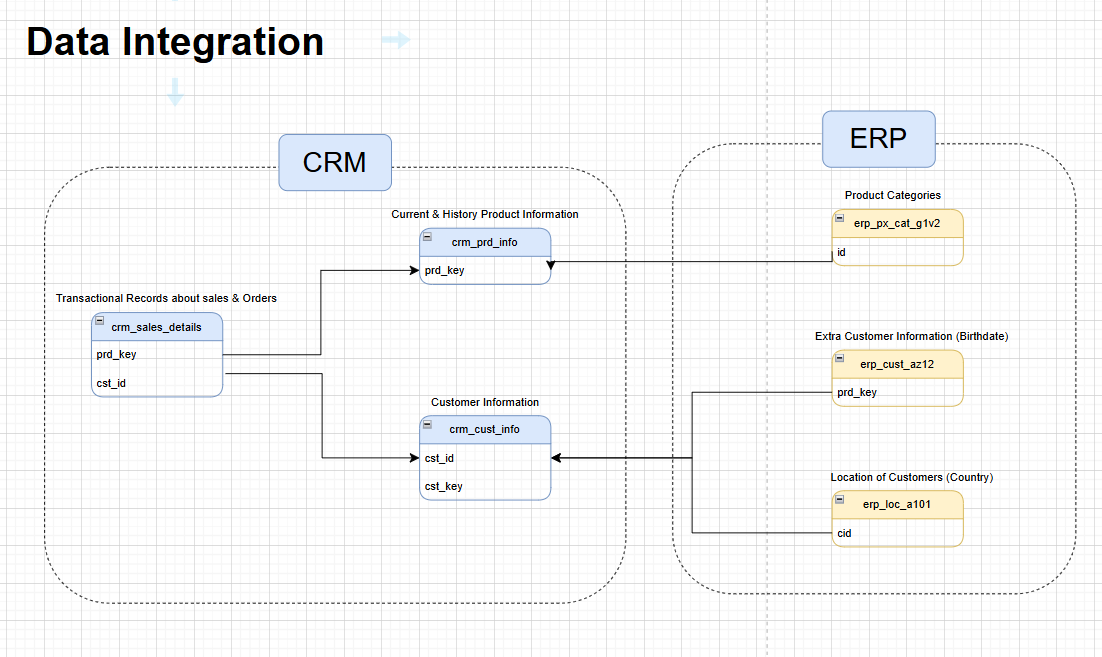 Data Integration
CRM
ERP
Product Categories
erp_px_cat_g1v2
id
Current & History Product Information
crm_prd_info
prd_key
Transactional Records about sales & Orders
crm_sales_details
prd_key
cst_id
Extra Customer Information (Birthdate)
erp_cust_az12
prd_key
Customer Information
crm_cust_info
cst_id
cst_key
Location of Customers (Country)
erp_loc_a101
cid